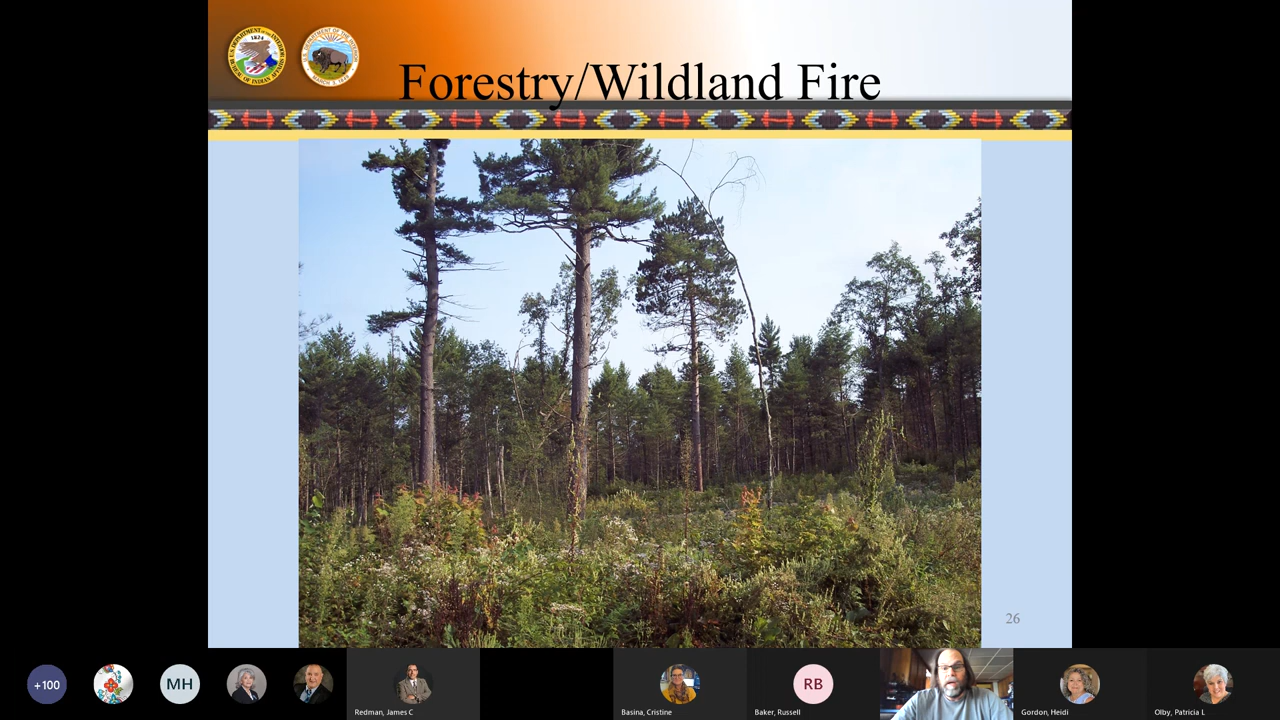 Forestry/Wildland Fire
26
+100
MH
Redman, James C
Basina, Cristine
RB
Baker, Russell
Gordon, Heidi
Olby, Patricia L